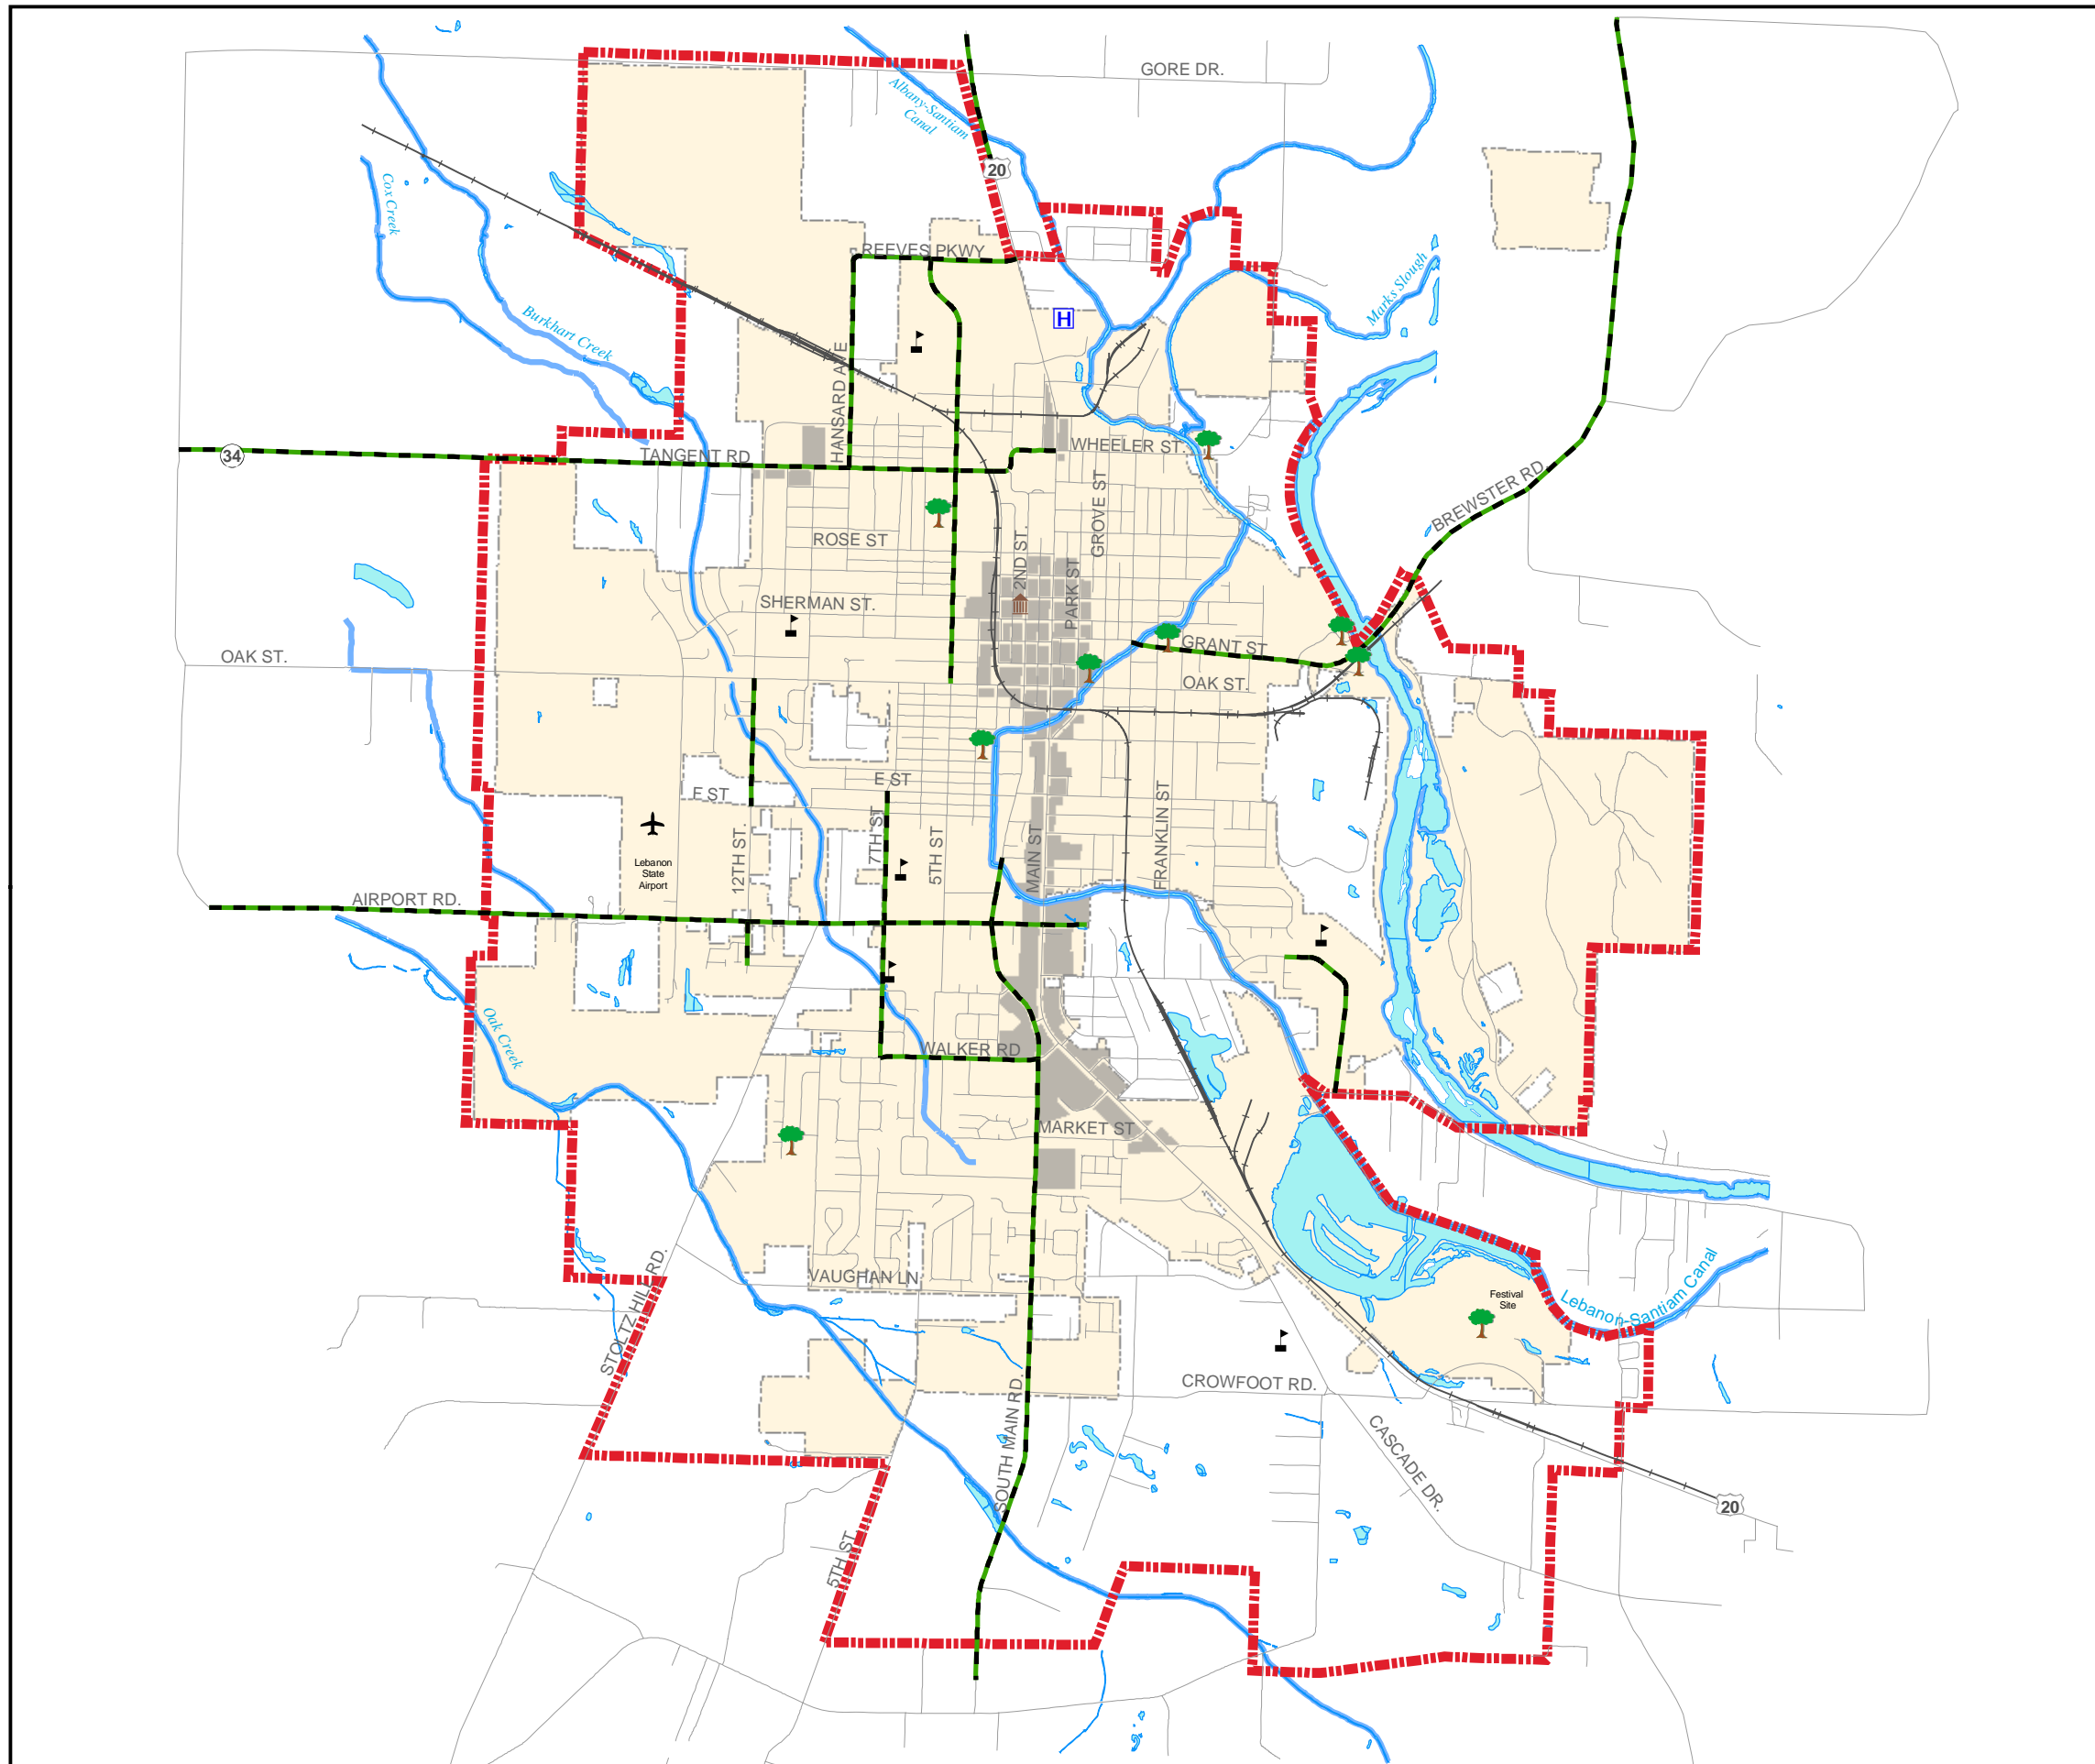 GORE DR.
Albany-Santiam
Canal
20
Cox Creek
REEVES PKWY
Marks Slough
H
Burkhart Creek
HANSARD AVE
WHEELER ST.
34
TANGENT RD
GROVE ST
BREWSTER RD
ROSE ST
2ND ST.
PARK ST
SHERMAN ST.
GRANT ST
OAK ST.
OAK ST.
E ST
F ST
Lebanon
State
Airport
12TH ST.
7TH ST
5TH ST
MAIN ST
FRANKLIN ST
AIRPORT RD.
Oak Creek
WALKER RD
MARKET ST
STOLTZ HILL RD.
VAUGHAN LN
Festival
Site
Lebanon-Santiam Canal
CROWFOOT RD.
SOUTH MAIN RD.
CASCADE DR.
20
5TH ST.